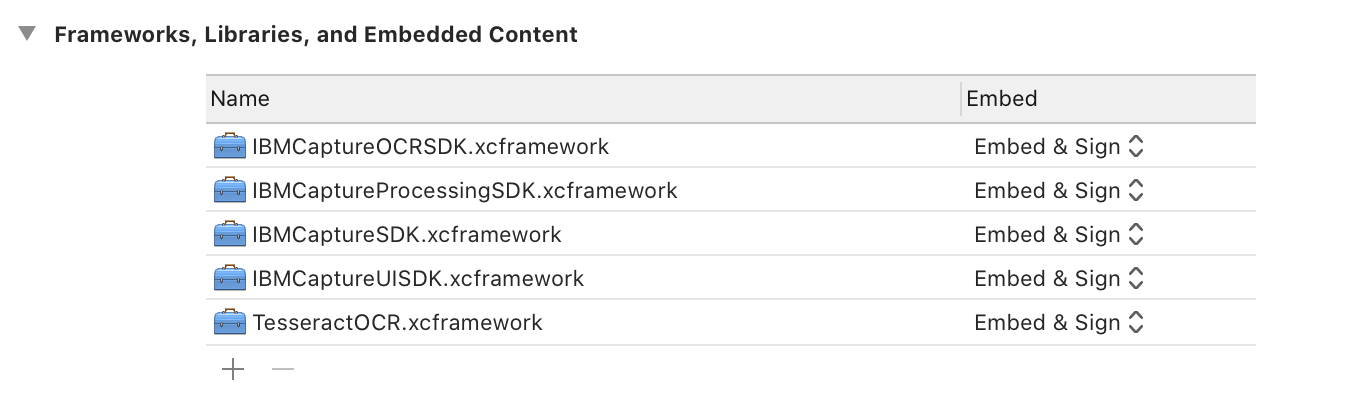 Frameworks, Libraries, and Embedded Content
Name Embed
IBMCaptureOCRSDK.xcframework Embed & Sign
IBMCaptureProcessingSDK.xcframework Embed & Sign
IBMCaptureSDK.xcframework Embed & Sign
IBMCaptureUISDK.xcframework Embed & Sign
TesseractOCR.xcframework Embed & Sign